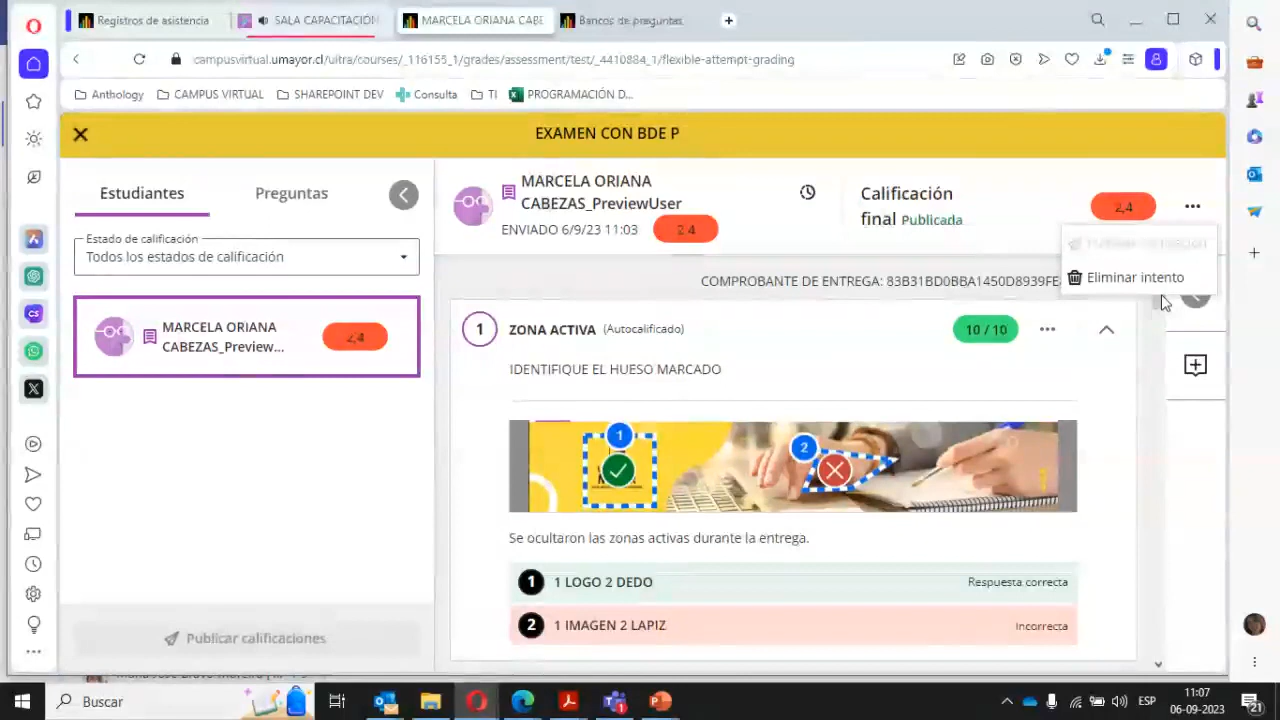 Registros de asistencia
SALA CAPACITACIÓN
MARCELA ORIANA CABE
Bancos de preguntas
campusvirtual.umayor.cl/ultra/courses/_116155_1/grades/assessment/test/_4410884_1/flexible-attempt-grading
Anthology
CAMPUS VIRTUAL
SHAREPOINT DEV
Consulta
TI
PROGRAMACIÓN D...
EXAMEN CON BDE P
Estudiantes
Preguntas
Estado de calificación
Todos los estados de calificación
MARCELA ORIANA
CABEZAS_Preview...
2,4
Publicar calificaciones
MARCELA ORIANA
CABEZAS_PreviewUser
ENVIADO 6/9/23 11:03
2,4
Calificación
final Publicada
2,4
Eliminar intento
COMPROBANTE DE ENTREGA: 83B31BD0BBA1450D8939FE
1
ZONA ACTIVA (Autocalificado)
10 / 10
IDENTIFIQUE EL HUESO MARCADO
1
2
Se ocultaron las zonas activas durante la entrega.
1 1 LOGO 2 DEDO
Respuesta correcta
2 1 IMAGEN 2 LAPIZ
Incorrecta
Buscar
ESP
11:07
06-09-2023
21